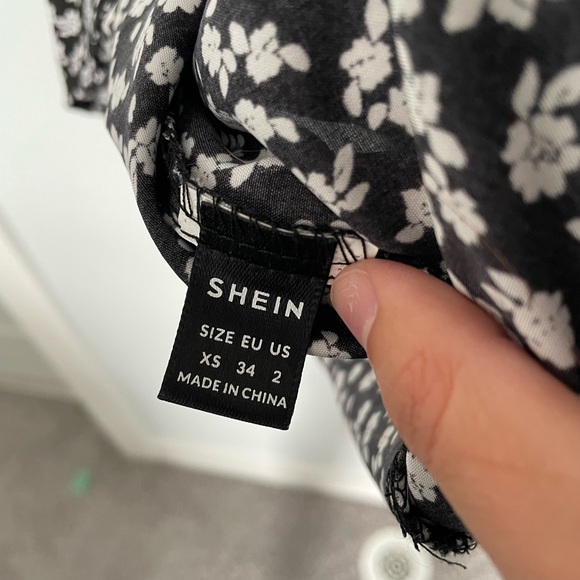 SHEIN
SIZE EU US
XS 34 2
MADE IN CHINA